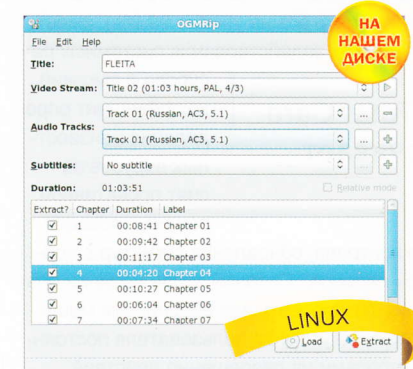 OGMRip
НА
НАШЕМ
ДИСКЕ
File Edit Help
Title: FLEITA
Video Stream: Title 02 (01:03 hours, PAL, 4/3)
Track 01 (Russian, AC3, 5.1) ...
Audio Tracks:
Track 01 (Russian, AC3, 5.1) ...
Subtitles: No subtitle ...
Duration: 01:03:51 Relative mode
Extract? Chapter Duration Label
1 00:08:41 Chapter 01
2 00:09:42 Chapter 02
3 00:11:17 Chapter 03
4 00:04:20 Chapter 04
5 00:10:27 Chapter 05
6 00:06:04 Chapter 06
7 00:07:34 Chapter 07
LINUX
Load Extract